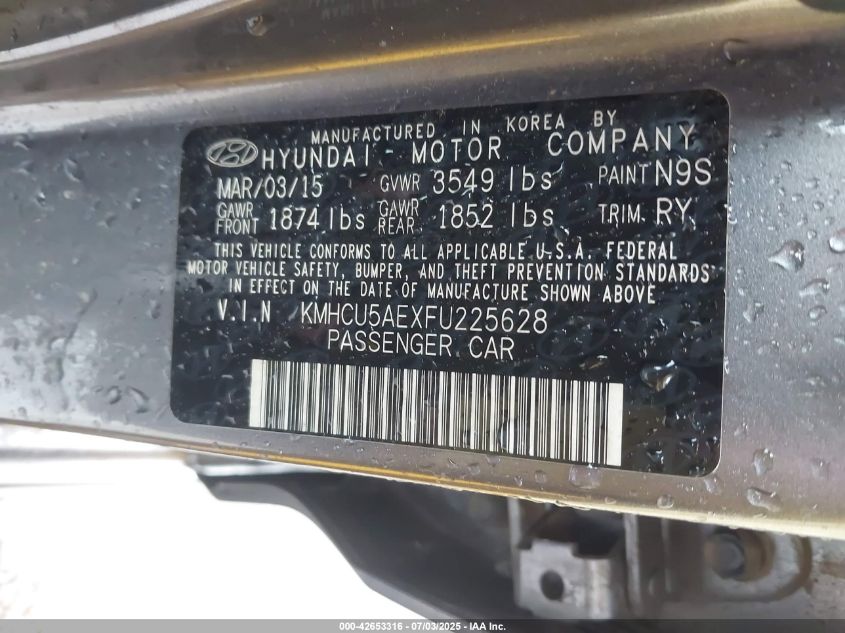 MANUFACTURED IN KOREA BY
HYUNDAI MOTOR COMPANY
MAR/03/15 GVWR 3549 lbs PAINT N9S
GAWR FRONT 1874 lbs GAWR REAR 1852 lbs TRIM. RY
THIS VEHICLE CONFORMS TO ALL APPLICABLE U.S.A. FEDERAL
MOTOR VEHICLE SAFETY, BUMPER, AND THEFT PREVENTION STANDARDS
IN EFFECT ON THE DATE OF MANUFACTURE SHOWN ABOVE
V.I.N KMHCU5AEXFU225628
PASSENGER CAR
000-42653316 - 07/03/2025 - IAA Inc.